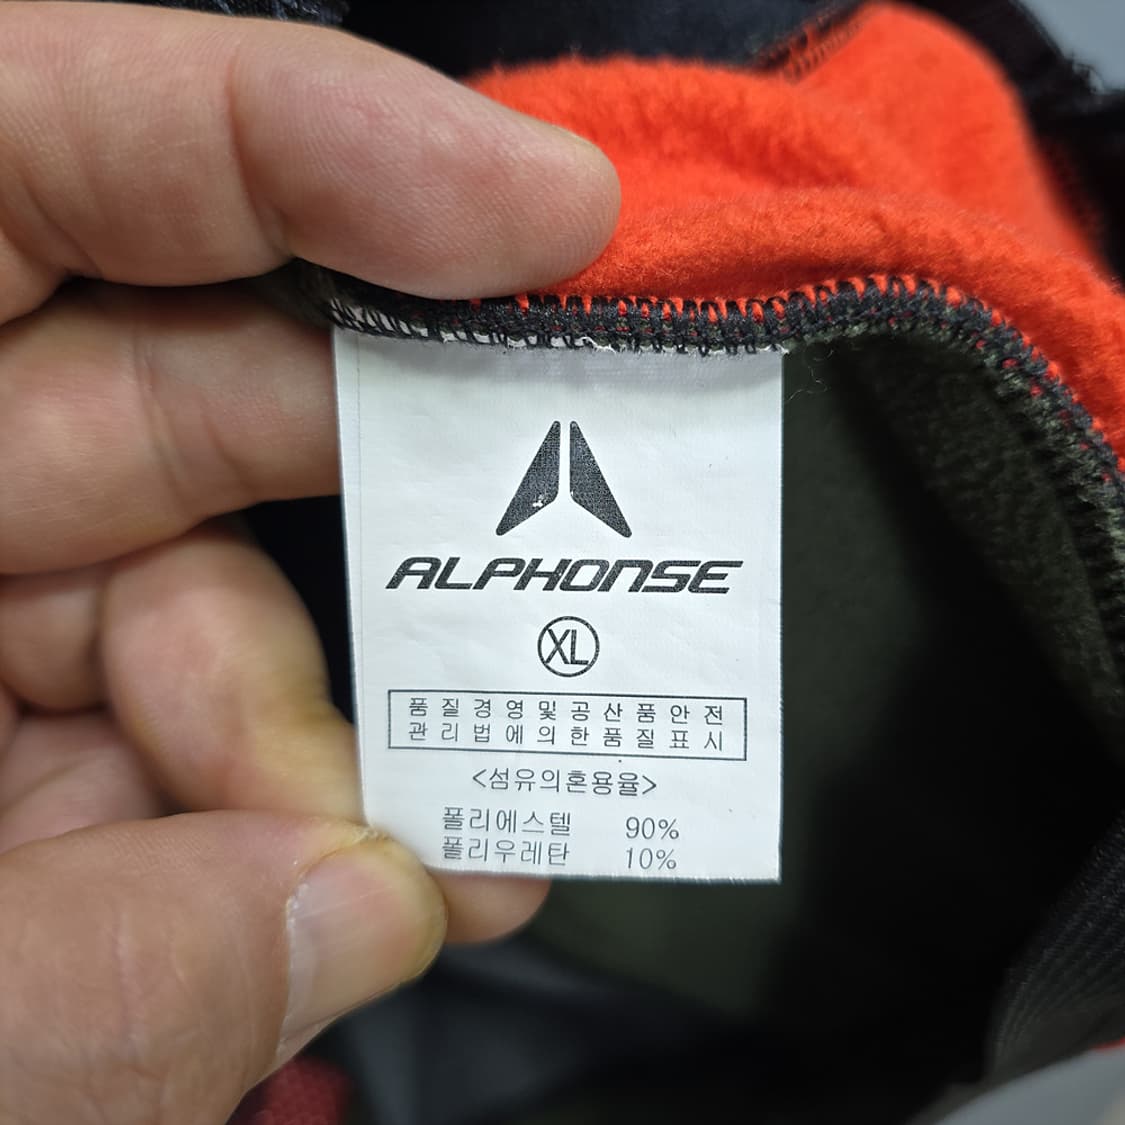 ALPHONSE
XL
품질경영및공산품안전
관리법에의한품질표시
<섬유의혼용율>
폴리에스텔 90%
폴리우레탄 10%